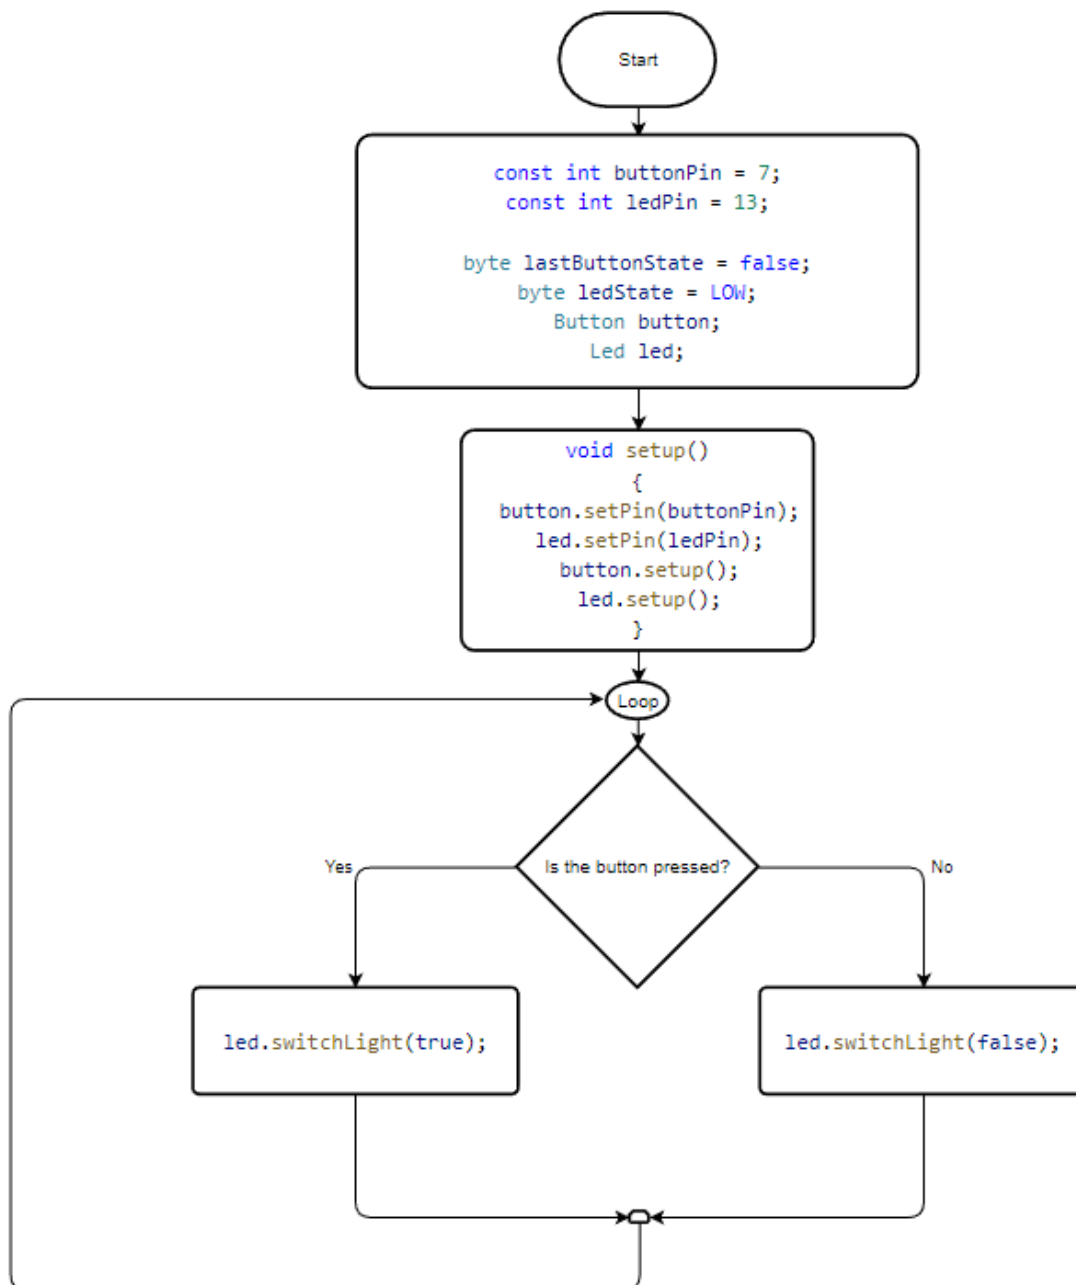 Start
const int buttonPin = 7;
const int ledPin = 13;
byte lastButtonState = false;
byte ledState = LOW;
Button button;
Led led;
void setup()
{
button.setPin(buttonPin);
led.setPin(ledPin);
button.setup();
led.setup();
}
Loop
Is the button pressed?
Yes
No
led.switchLight(true);
led.switchLight(false);